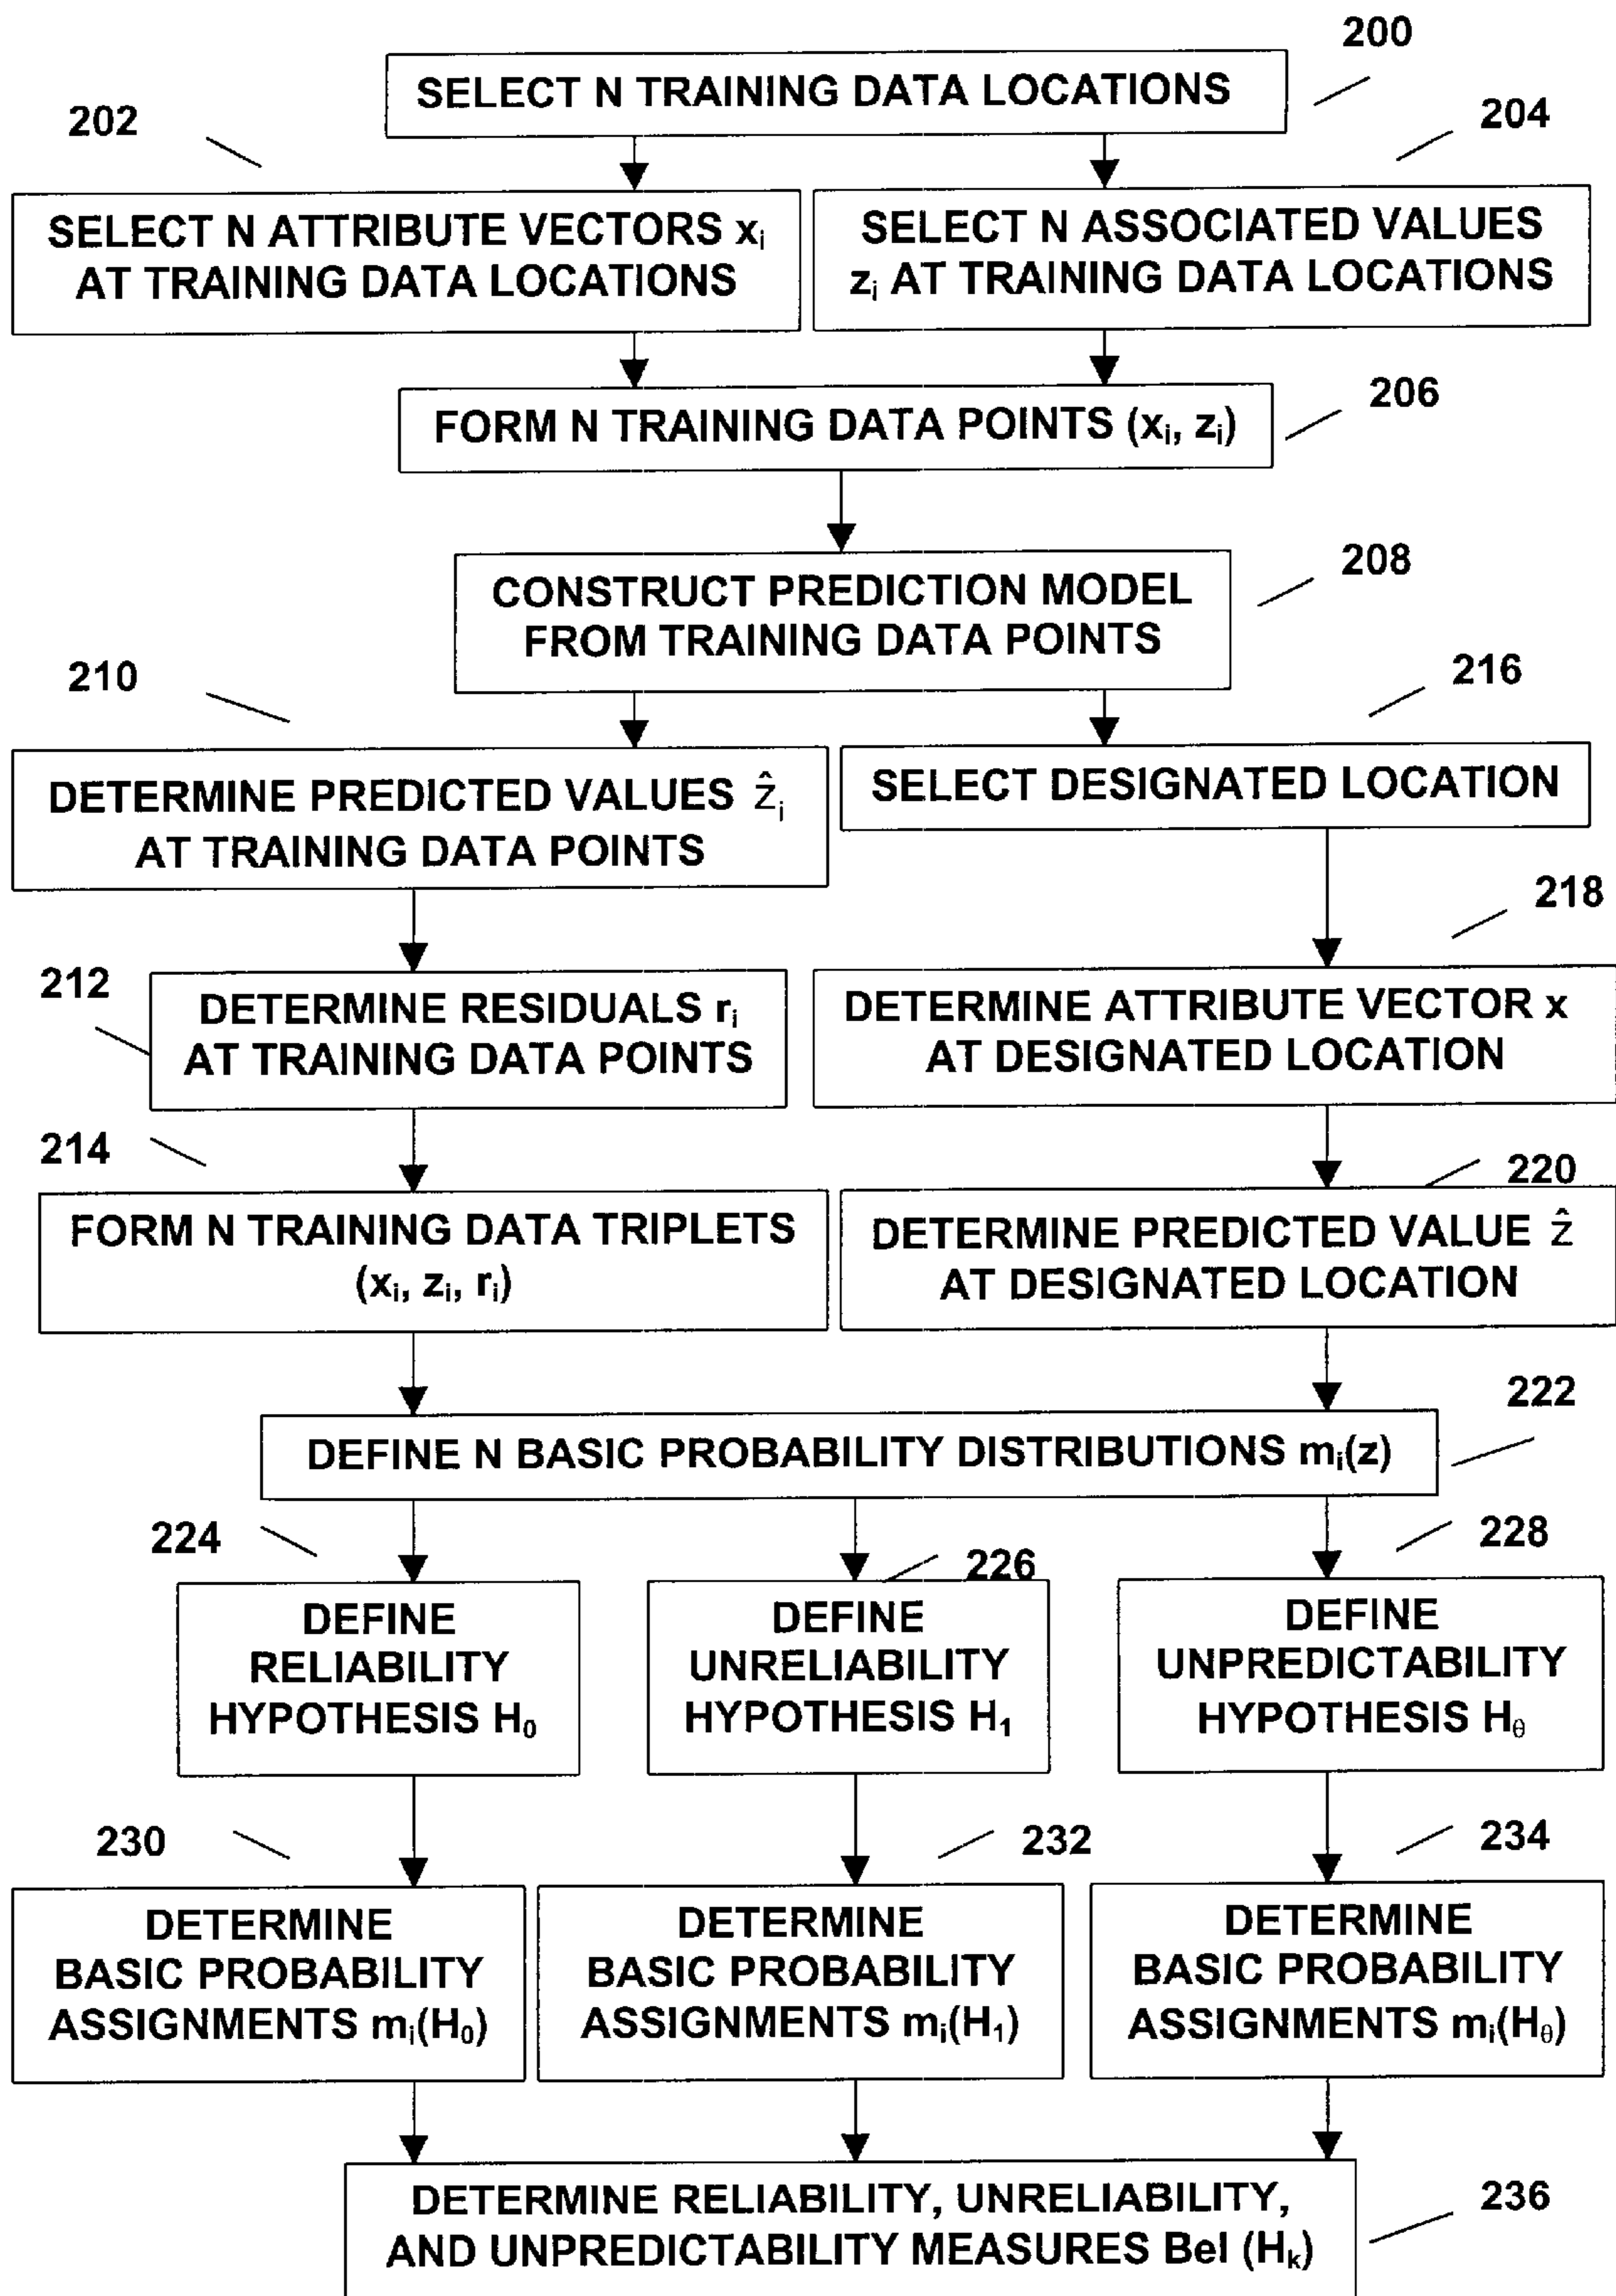 200
SELECT N TRAINING DATA LOCATIONS
202
204
SELECT N ATTRIBUTE VECTORS xᵢ
AT TRAINING DATA LOCATIONS
SELECT N ASSOCIATED VALUES
zᵢ AT TRAINING DATA LOCATIONS
206
FORM N TRAINING DATA POINTS (xᵢ, zᵢ)
208
CONSTRUCT PREDICTION MODEL
FROM TRAINING DATA POINTS
210
216
DETERMINE PREDICTED VALUES ẑᵢ
AT TRAINING DATA POINTS
SELECT DESIGNATED LOCATION
218
212
DETERMINE RESIDUALS rᵢ
AT TRAINING DATA POINTS
DETERMINE ATTRIBUTE VECTOR x
AT DESIGNATED LOCATION
214
220
FORM N TRAINING DATA TRIPLETS
(xᵢ, zᵢ, rᵢ)
DETERMINE PREDICTED VALUE ẑ
AT DESIGNATED LOCATION
222
DEFINE N BASIC PROBABILITY DISTRIBUTIONS mᵢ(z)
224
226
228
DEFINE
RELIABILITY
HYPOTHESIS H₀
DEFINE
UNRELIABILITY
HYPOTHESIS H₁
DEFINE
UNPREDICTABILITY
HYPOTHESIS Hθ
230
232
234
DETERMINE
BASIC PROBABILITY
ASSIGNMENTS mᵢ(H₀)
DETERMINE
BASIC PROBABILITY
ASSIGNMENTS mᵢ(H₁)
DETERMINE
BASIC PROBABILITY
ASSIGNMENTS mᵢ(Hθ)
236
DETERMINE RELIABILITY, UNRELIABILITY,
AND UNPREDICTABILITY MEASURES Bel (Hₖ)